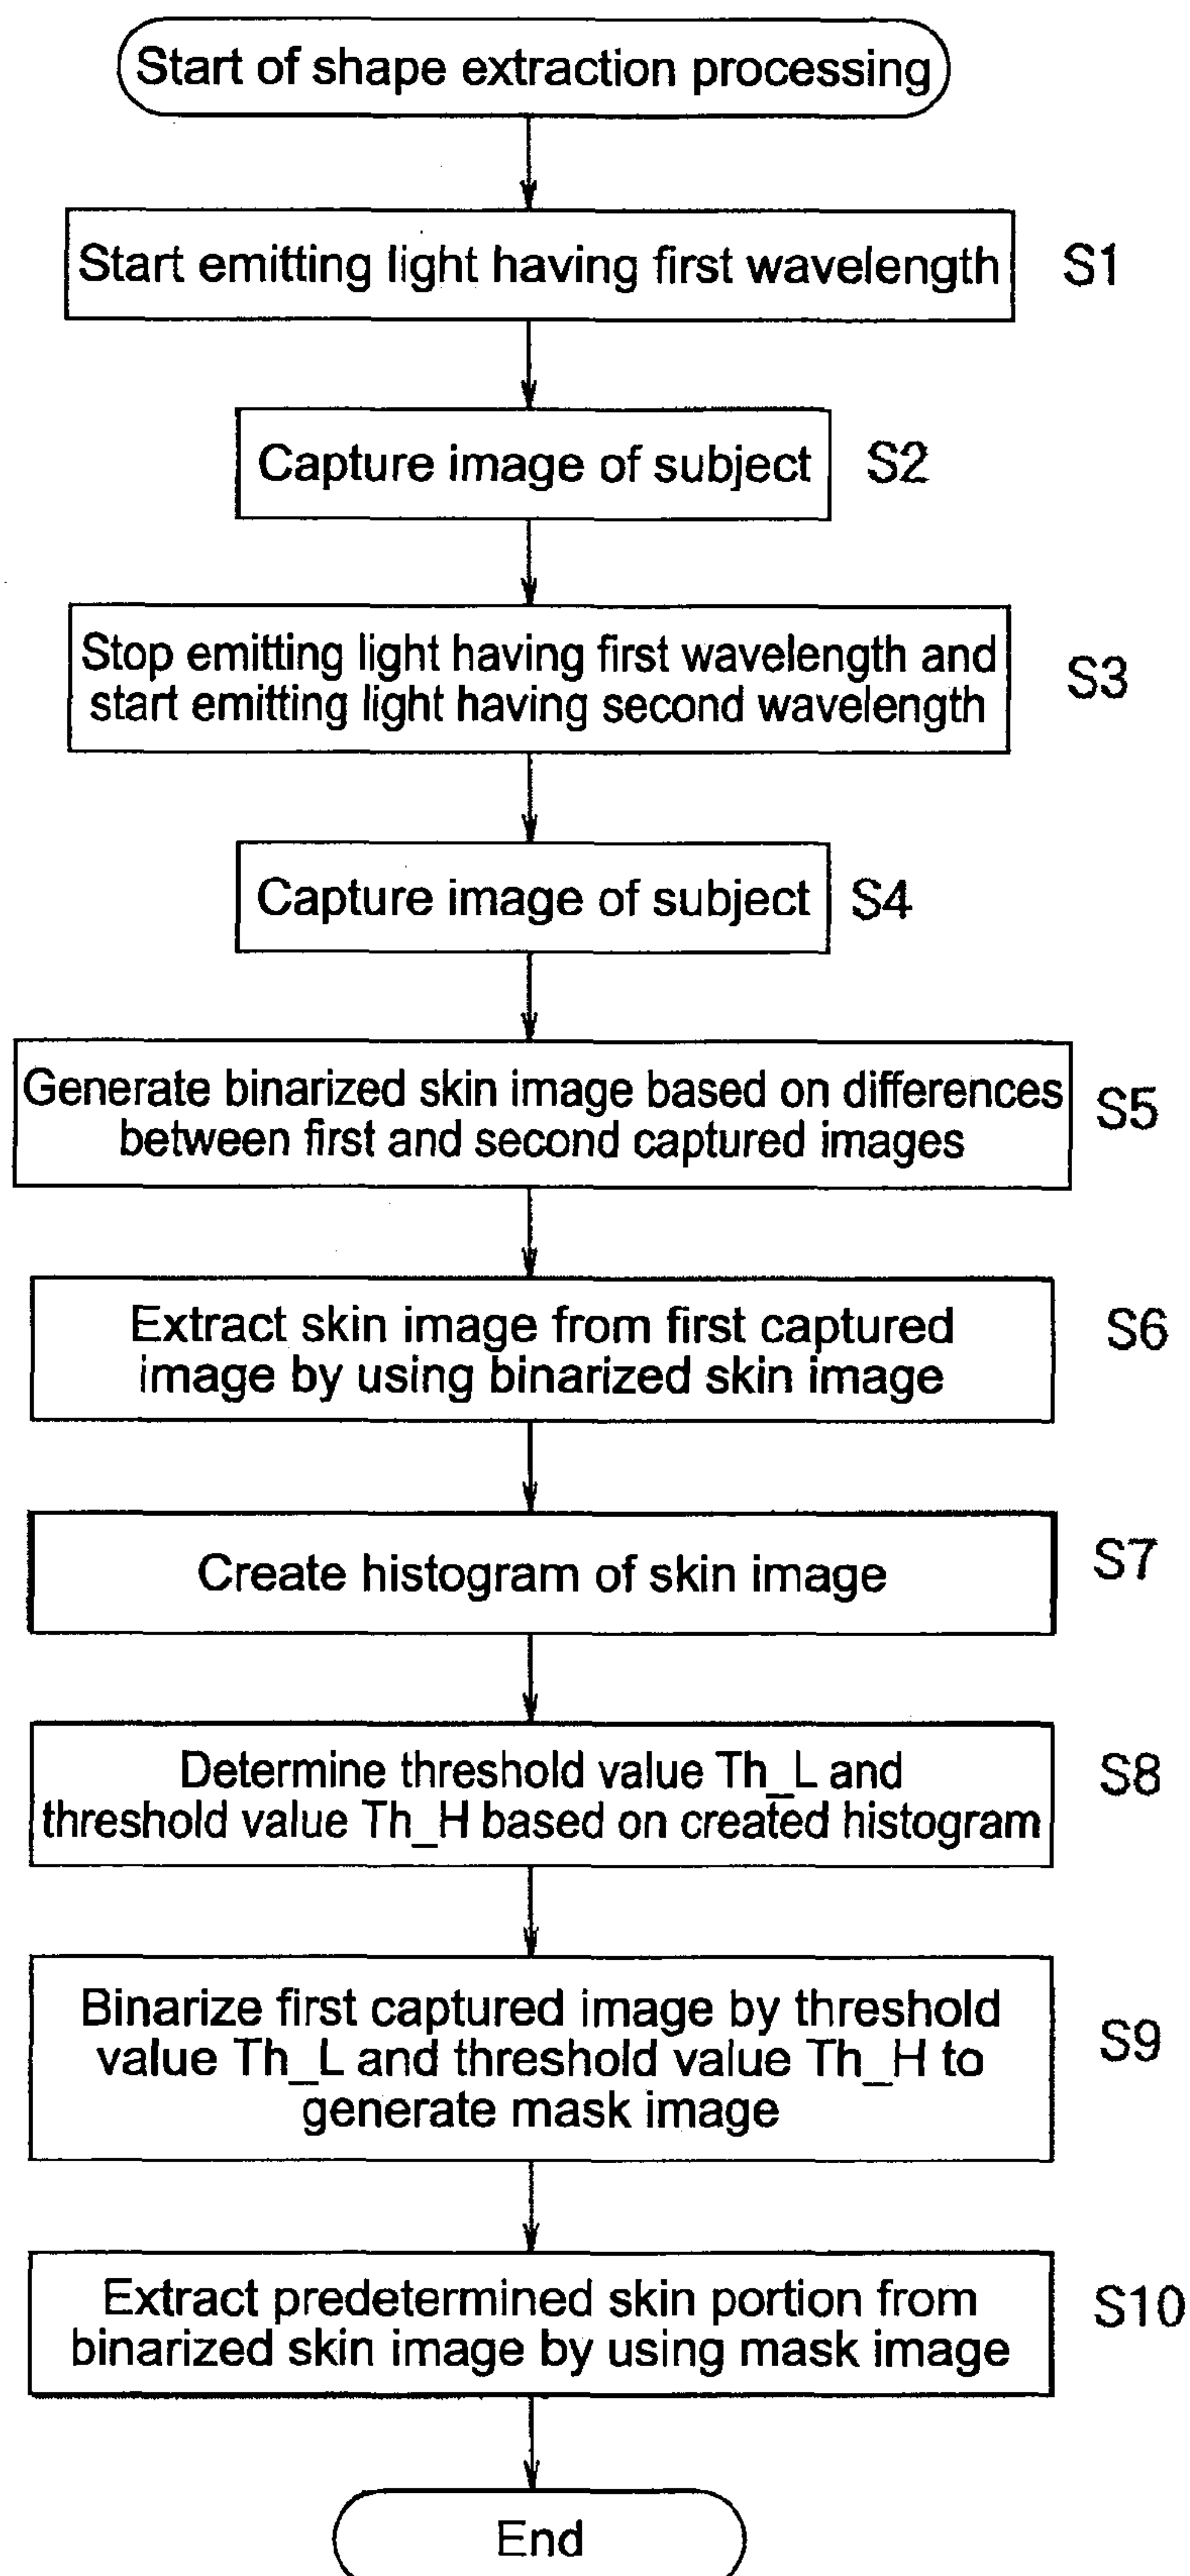 Start of shape extraction processing
Start emitting light having first wavelength
S1
Capture image of subject
S2
Stop emitting light having first wavelength and
start emitting light having second wavelength
S3
Capture image of subject
S4
Generate binarized skin image based on differences
between first and second captured images
S5
Extract skin image from first captured
image by using binarized skin image
S6
Create histogram of skin image
S7
Determine threshold value Th_L and
threshold value Th_H based on created histogram
S8
Binarize first captured image by threshold
value Th_L and threshold value Th_H to
generate mask image
S9
Extract predetermined skin portion from
binarized skin image by using mask image
S10
End